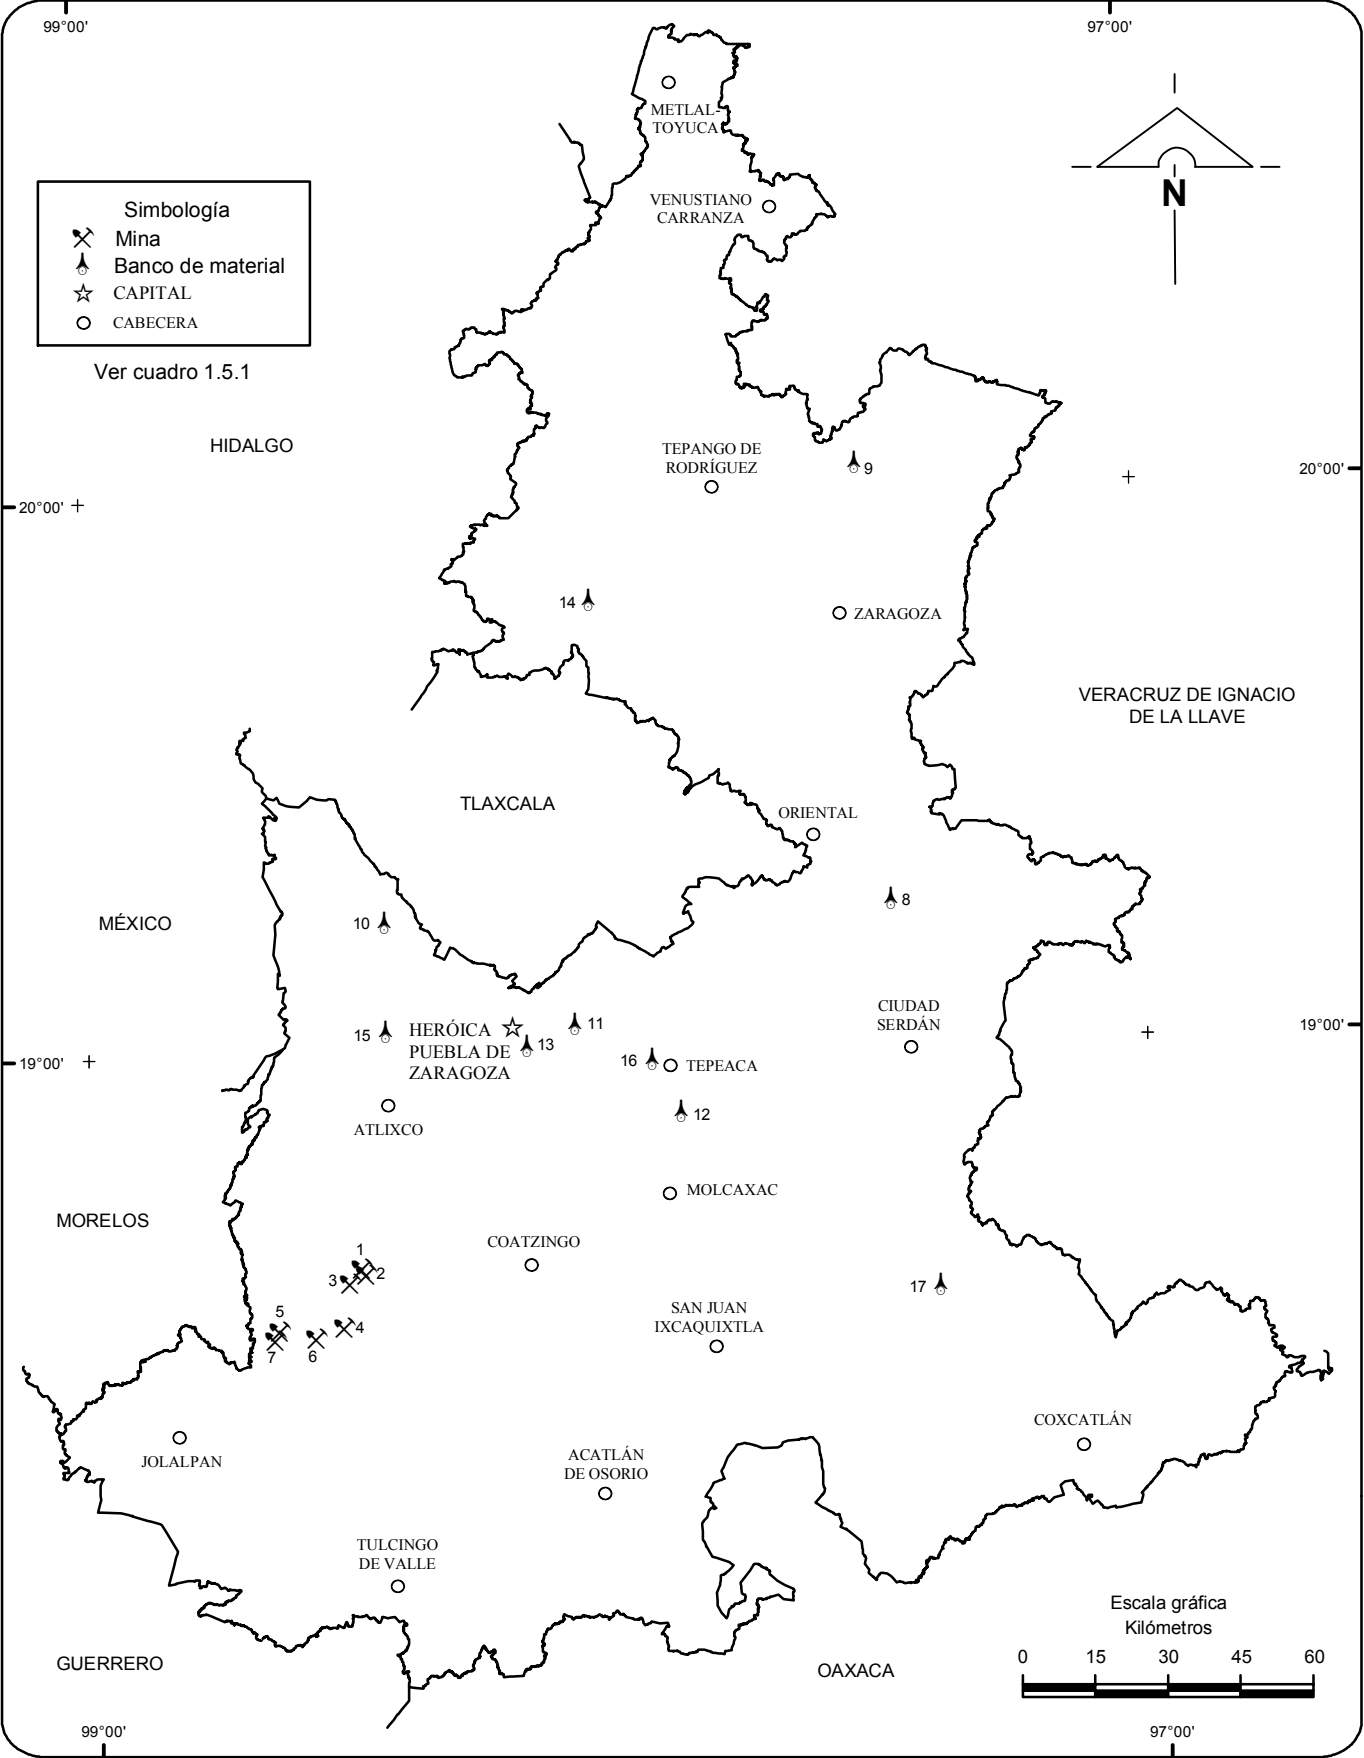 99°00'
97°00'
METLAL-
TOYUCA
Simbología
Mina
Banco de material
CAPITAL
CABECERA
Ver cuadro 1.5.1
VENUSTIANO
CARRANZA
N
HIDALGO
TEPANGO DE
RODRÍGUEZ
9
20°00'
20°00'
14
ZARAGOZA
VERACRUZ DE IGNACIO
DE LA LLAVE
TLAXCALA
ORIENTAL
8
MÉXICO
10
CIUDAD
SERDÁN
19°00'
15
HERÓICA
PUEBLA DE
ZARAGOZA
13
11
16
TEPEACA
19°00'
12
ATLIXCO
MOLCAXAC
MORELOS
COATZINGO
1
2
3
17
SAN JUAN
IXCAQUIXTLA
5
4
7
6
COXCATLÁN
JOLALPAN
ACATLÁN
DE OSORIO
TULCINGO
DE VALLE
Escala gráfica
Kilómetros
0 15 30 45 60
GUERRERO
OAXACA
99°00'
97°00'